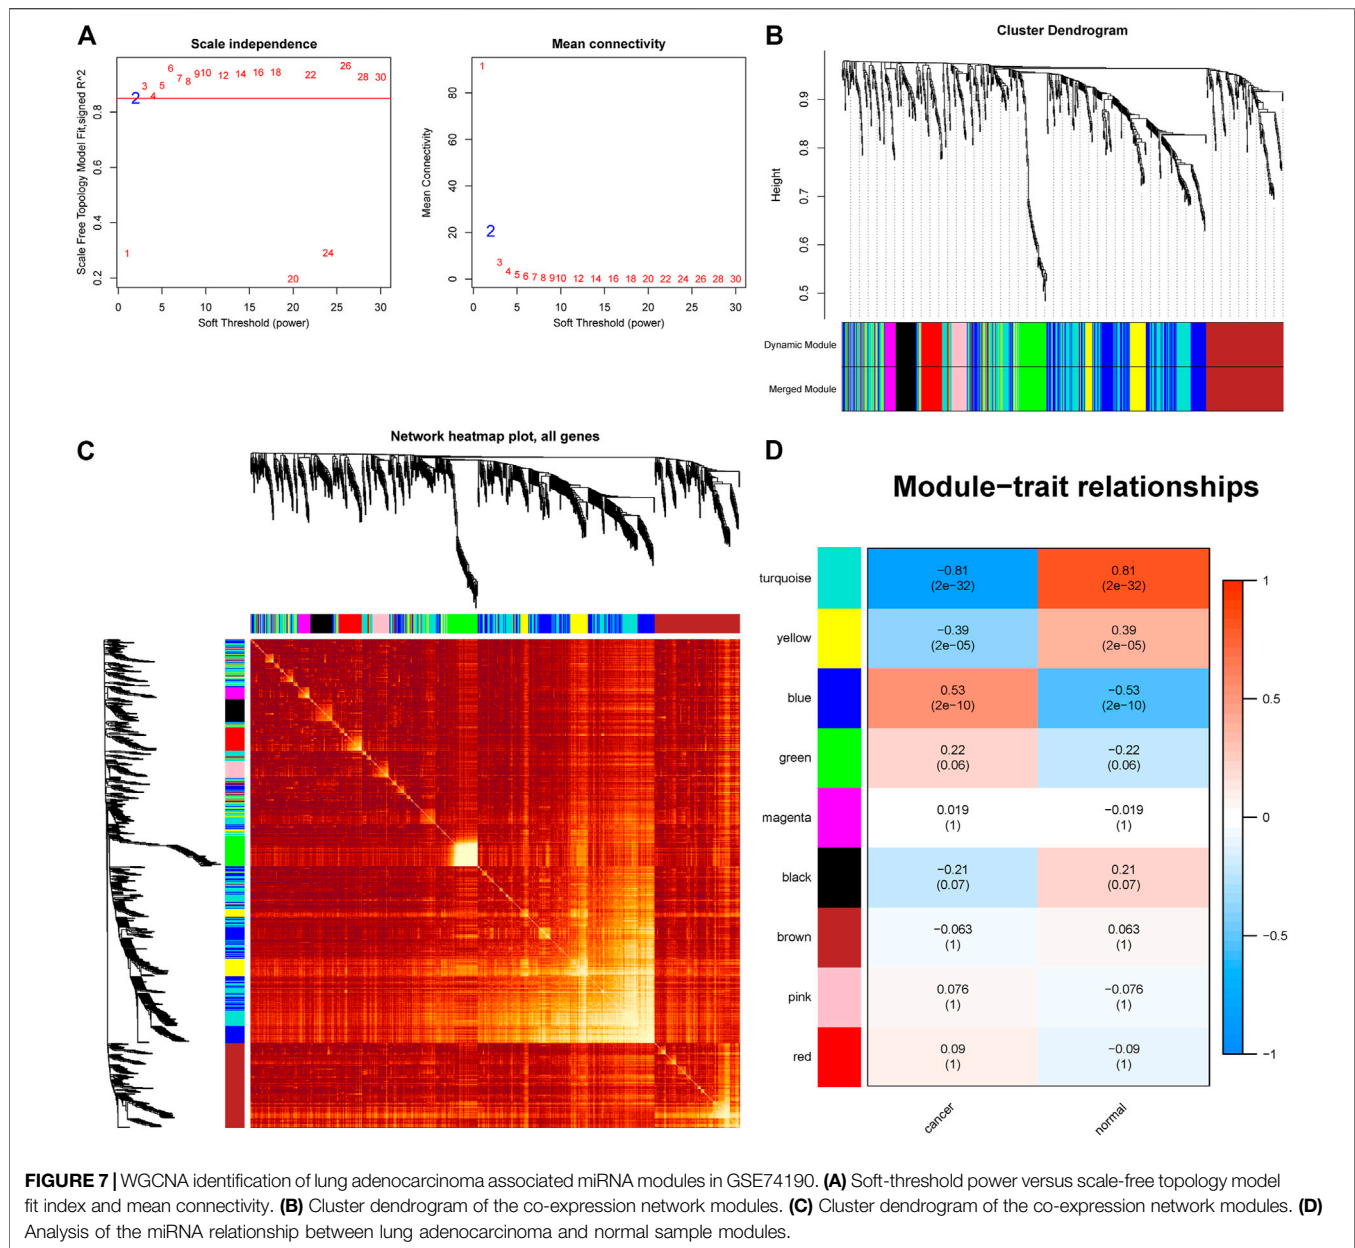 A
Scale independence
Scale Free Topology Model Fit,signed R^2
0.2 0.4 0.6 0.8
1 2 3 4 5 6 7 8 9 10 12 14 16 18 20 22 24 26 28 30
0 5 10 15 20 25 30
Soft Threshold (power)
Mean connectivity
Mean Connectivity
0 20 40 60 80
1 2 3 4 5 6 7 8 9 10 12 14 16 18 20 22 24 26 28 30
0 5 10 15 20 25 30
Soft Threshold (power)
B
Cluster Dendrogram
Height
0.5 0.6 0.7 0.8 0.9
Dynamic Module
Merged Module
C
Network heatmap plot, all genes
D
Module−trait relationships
turquoise −0.81 0.81
(2e−32) (2e−32)
yellow −0.39 0.39
(2e−05) (2e−05)
blue 0.53 −0.53
(2e−10) (2e−10)
green 0.22 −0.22
(0.06) (0.06)
magenta 0.019 −0.019
(1) (1)
black −0.21 0.21
(0.07) (0.07)
brown −0.063 0.063
(1) (1)
pink 0.076 −0.076
(1) (1)
red 0.09 −0.09
(1) (1)
cancer normal
1
0.5
0
−0.5
−1
FIGURE 7 | WGCNA identification of lung adenocarcinoma associated miRNA modules in GSE74190. (A) Soft-threshold power versus scale-free topology model
fit index and mean connectivity. (B) Cluster dendrogram of the co-expression network modules. (C) Cluster dendrogram of the co-expression network modules. (D)
Analysis of the miRNA relationship between lung adenocarcinoma and normal sample modules.